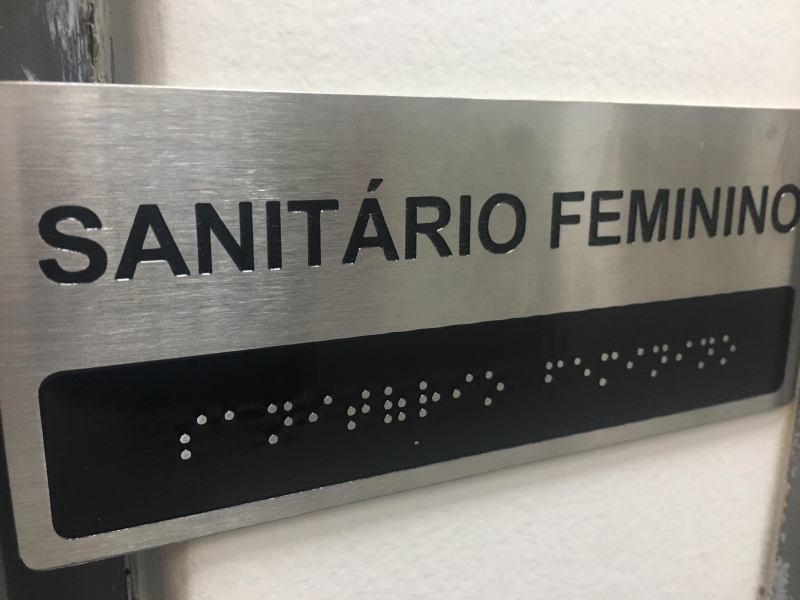 SANITÁRIO FEMININO
⠎⠁⠝⠊⠞⠷⠗⠊⠕ ⠋⠑⠍⠊⠝⠊⠝⠕